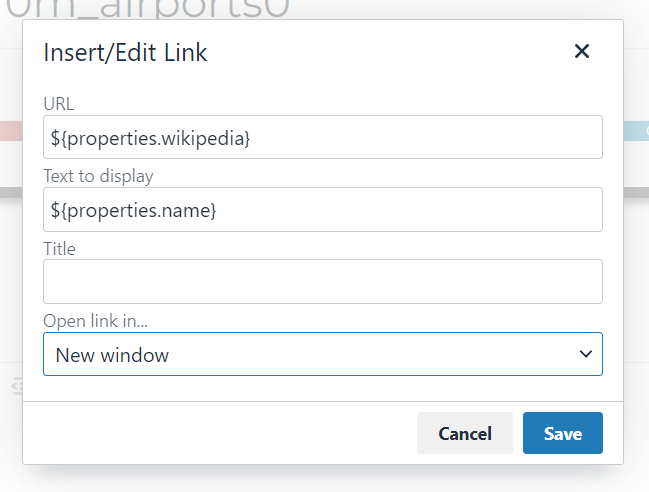 0m_airports0
Insert/Edit Link
URL
${properties.wikipedia}
Text to display
${properties.name}
Title
Open link in...
New window
Cancel
Save